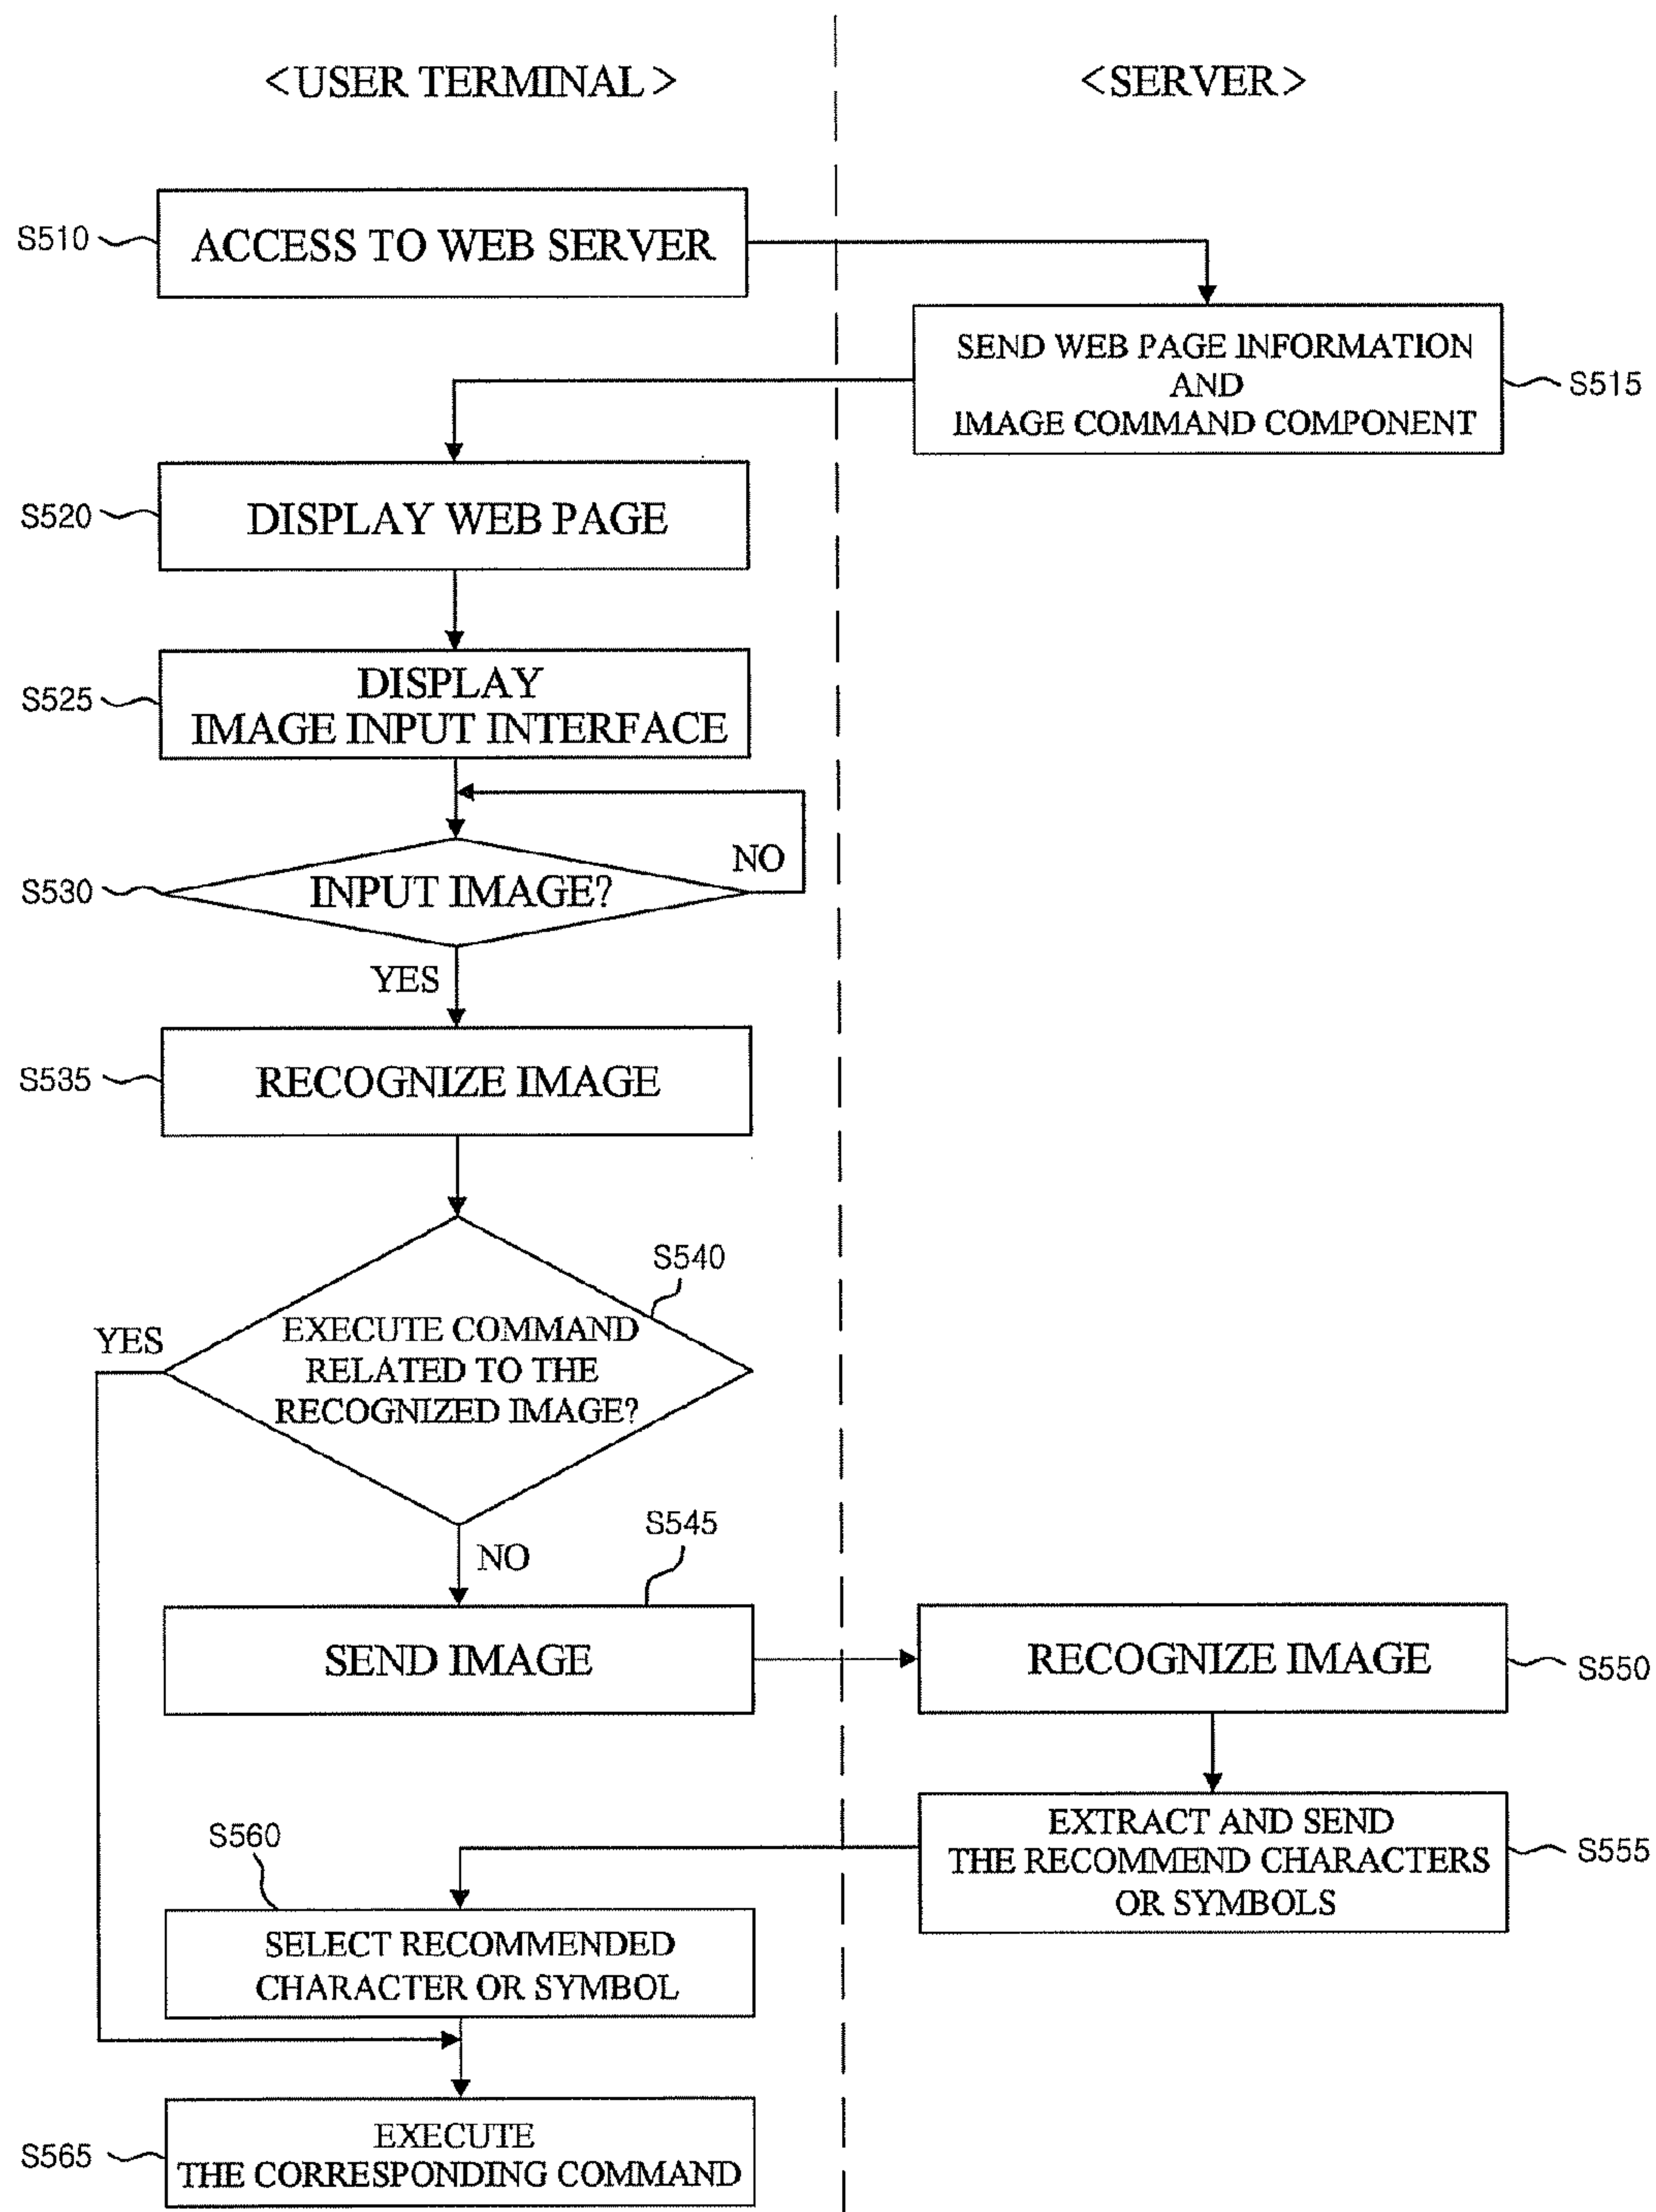 <USER TERMINAL>
<SERVER>
S510
ACCESS TO WEB SERVER
SEND WEB PAGE INFORMATION
AND
IMAGE COMMAND COMPONENT
S515
S520
DISPLAY WEB PAGE
S525
DISPLAY
IMAGE INPUT INTERFACE
NO
S530
INPUT IMAGE?
YES
S535
RECOGNIZE IMAGE
S540
YES
EXECUTE COMMAND
RELATED TO THE
RECOGNIZED IMAGE?
NO
S545
SEND IMAGE
RECOGNIZE IMAGE
S550
EXTRACT AND SEND
THE RECOMMEND CHARACTERS
OR SYMBOLS
S555
S560
SELECT RECOMMENDED
CHARACTER OR SYMBOL
S565
EXECUTE
THE CORRESPONDING COMMAND